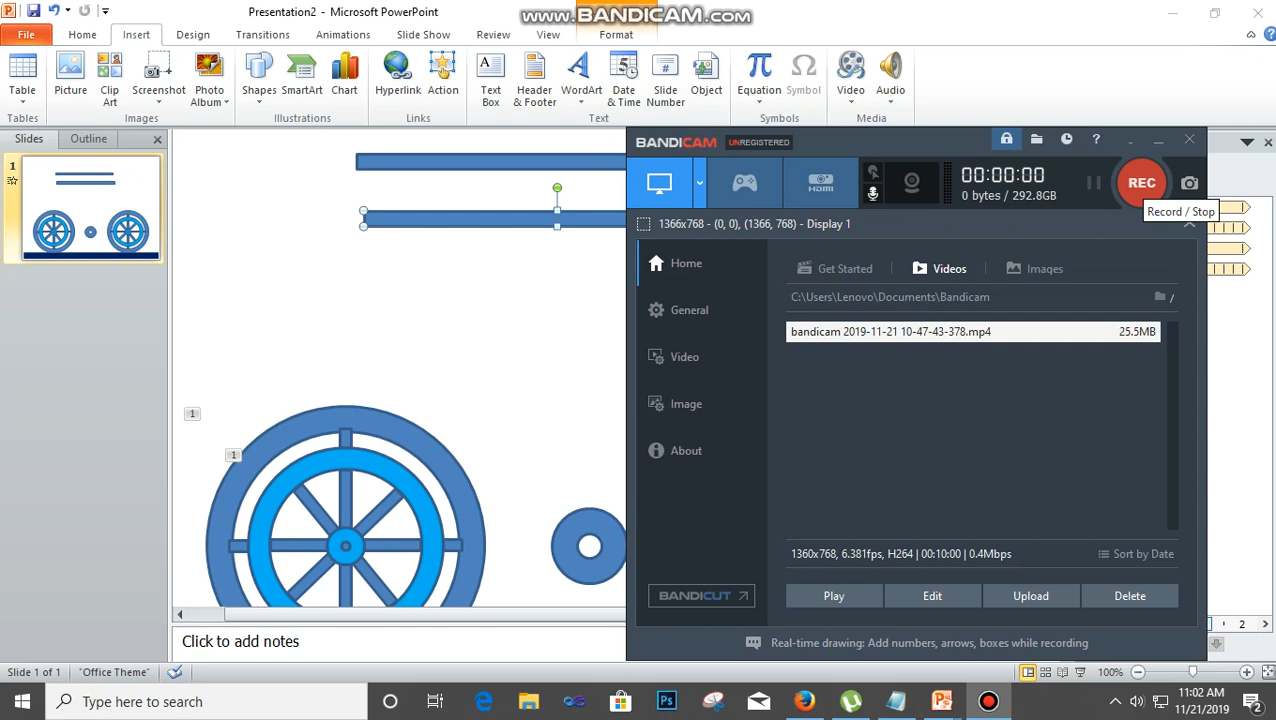 Presentation2 - Microsoft PowerPoint
www.BANDICAM.com
File Home Insert Design Transitions Animations Slide Show Review View Format
Table Picture Clip Art Screenshot Photo Album Shapes SmartArt Chart Hyperlink Action Text Box Header & Footer WordArt Date & Time Slide Number Object Equation Symbol Video Audio
Tables Images Illustrations Links Text Symbols Media
Slides Outline
1
BANDICAM UNREGISTERED
HDMI
00:00:00
0 bytes / 292.8GB
REC
Record / Stop
1366x768 - (0, 0), (1366, 768) - Display 1
Home
General
Video
Image
About
BANDICUT
Get Started Videos Images
C:\Users\Lenovo\Documents\Bandicam /
bandicam 2019-11-21 10-47-43-378.mp4 25,5MB
1360x768, 6.381fps, H264 | 00:10:00 | 0.4Mbps Sort by Date
Play Edit Upload Delete
Real-time drawing: Add numbers, arrows, boxes while recording
1
1
2
Click to add notes
Slide 1 of 1 "Office Theme" 100%
Type here to search
Ps
11:02 AM
11/21/2019
2